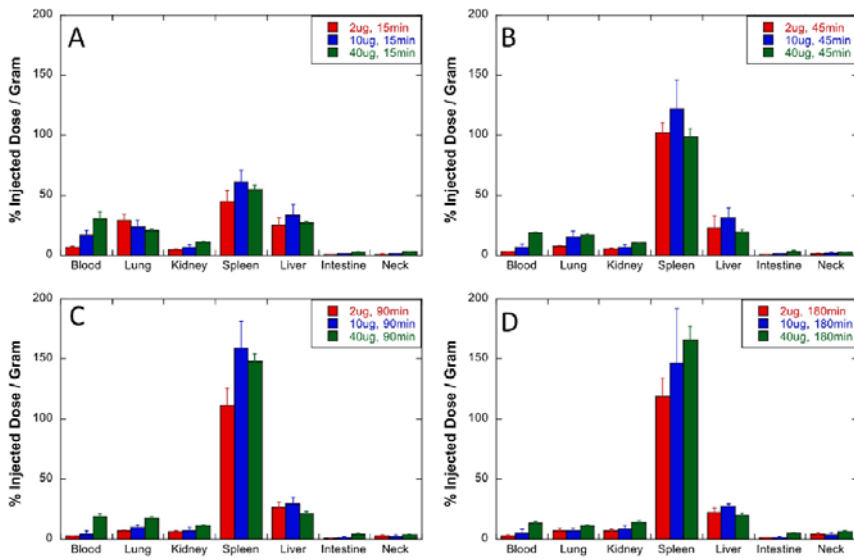 A
2ug, 15min
10ug, 15min
40ug, 15min
% Injected Dose / Gram
200
150
100
50
0
Blood Lung Kidney Spleen Liver Intestine Neck
B
2ug, 45min
10ug, 45min
40ug, 45min
% Injected Dose / Gram
200
150
100
50
0
Blood Lung Kidney Spleen Liver Intestine Neck
C
2ug, 90min
10ug, 90min
40ug, 90min
% Injected Dose / Gram
200
150
100
50
0
Blood Lung Kidney Spleen Liver Intestine Neck
D
2ug, 180min
10ug, 180min
40ug, 180min
% Injected Dose / Gram
200
150
100
50
0
Blood Lung Kidney Spleen Liver Intestine Neck